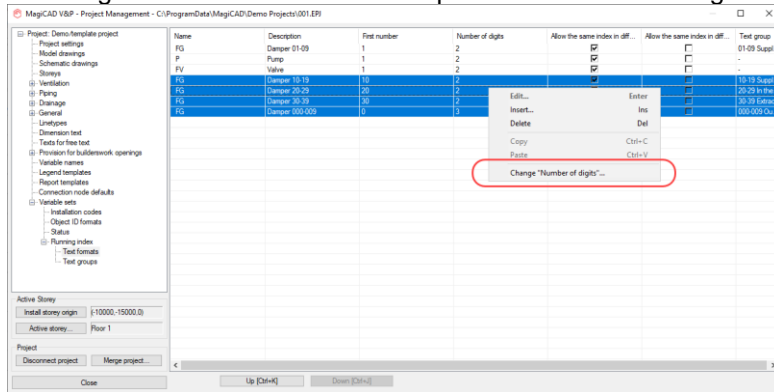 MagiCAD V&P - Project Management - C:\ProgramData\MagiCAD\Demo Projects\001.EPJ
Project: Demo/template project
Project settings
Model drawings
Schematic drawings
Storeys
Ventilation
Piping
Drainage
General
Linetypes
Dimension text
Texts for free text
Provision for builderswork openings
Variable names
Legend templates
Report templates
Connection node defaults
Variable sets
Installation codes
Object ID formats
Status
Running index
Text formats
Text groups
Active Storey
Install storey origin (-10000,-15000,0)
Active storey... Floor 1
Project
Disconnect project Merge project...
Close
Name Description First number Number of digits Allow the same index in diff... Allow the same index in diff... Text group
FG Damper 01-09 1 2 01-09 Suppl
P Pump 1 2 -
FV Valve 1 2 -
FG Damper 10-19 10 2 10-19 Suppl
FG Damper 20-29 20 2 20-29 In the
FG Damper 30-39 30 2 30-39 Extrac
FG Damper 000-009 0 3 000-009 Ou
Edit... Enter
Insert... Ins
Delete Del
Copy Ctrl+C
Paste Ctrl+V
Change "Number of digits"...
Up [Ctrl+K] Down [Ctrl+J]